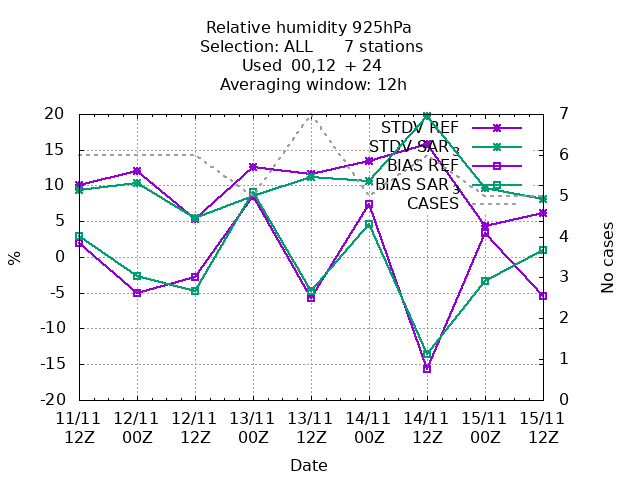 Relative humidity 925hPa
Selection: ALL 7 stations
Used 00,12 + 24
Averaging window: 12h
20
15
10
5
0
-5
-10
-15
-20
%
7
6
5
4
3
2
1
0
No cases
STDV REF
STDV SAR3
BIAS REF
BIAS SAR3
CASES
11/11 12/11 12/11 13/11 13/11 14/11 14/11 15/11 15/11
12Z 00Z 12Z 00Z 12Z 00Z 12Z 00Z 12Z
Date